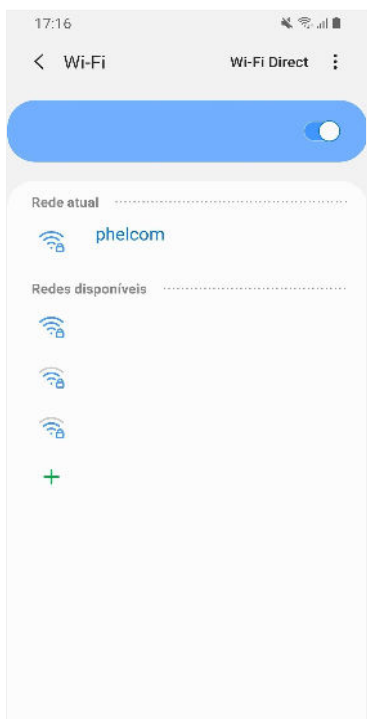 17:16
Wi-Fi Wi-Fi Direct
Rede atual
phelcom
Redes disponíveis